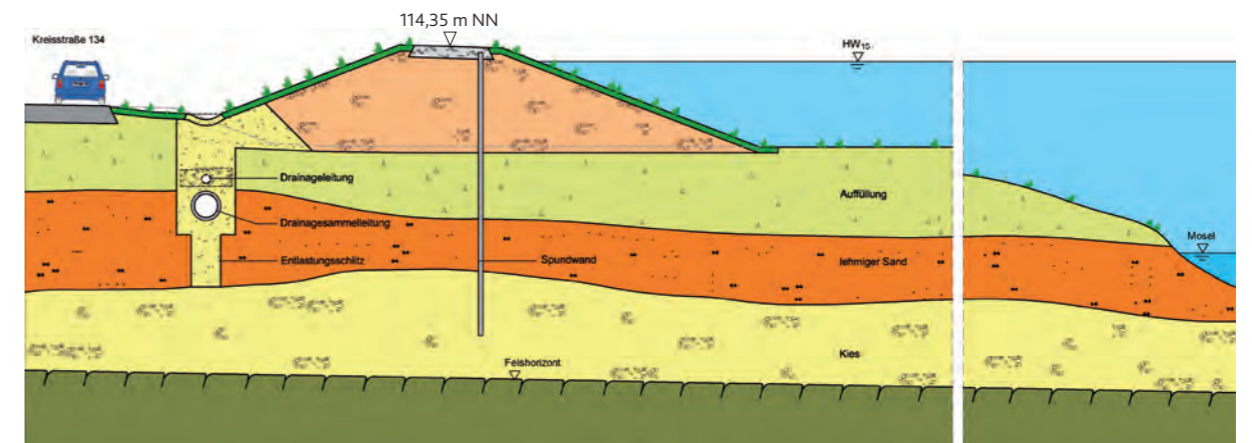 114,35 m NN
Kreisstraße 134
HW15
Drainageleitung
Auffüllung
Drainagesammelleitung
Mosel
Entlastungsschlitz
Spundwand
lehmiger Sand
Kies
Felshorizont